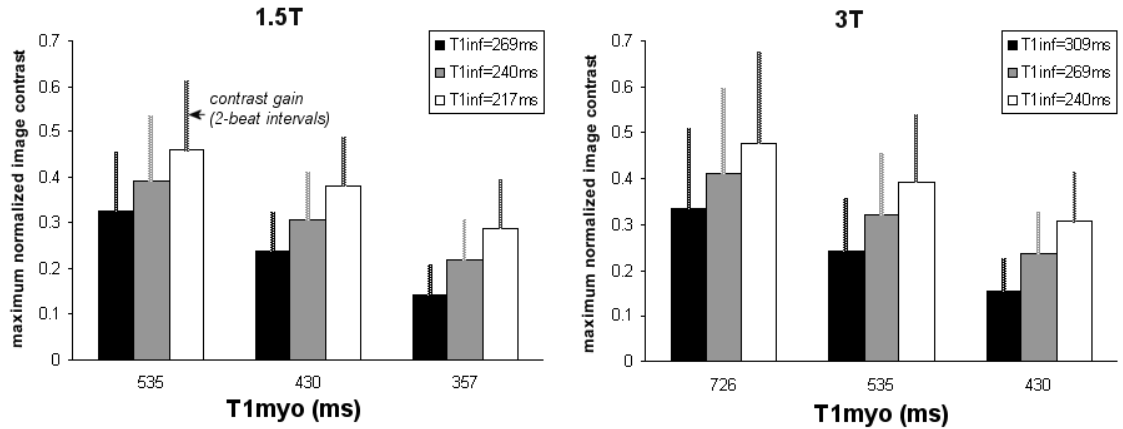 1.5T
maximum normalized image contrast
0.7
0.6
0.5
0.4
0.3
0.2
0.1
0
T1inf=269ms
T1inf=240ms
T1inf=217ms
contrast gain
(2-beat intervals)
535 430 357
T1myo (ms)
3T
maximum normalized image contrast
0.7
0.6
0.5
0.4
0.3
0.2
0.1
0
T1inf=309ms
T1inf=269ms
T1inf=240ms
726 535 430
T1myo (ms)